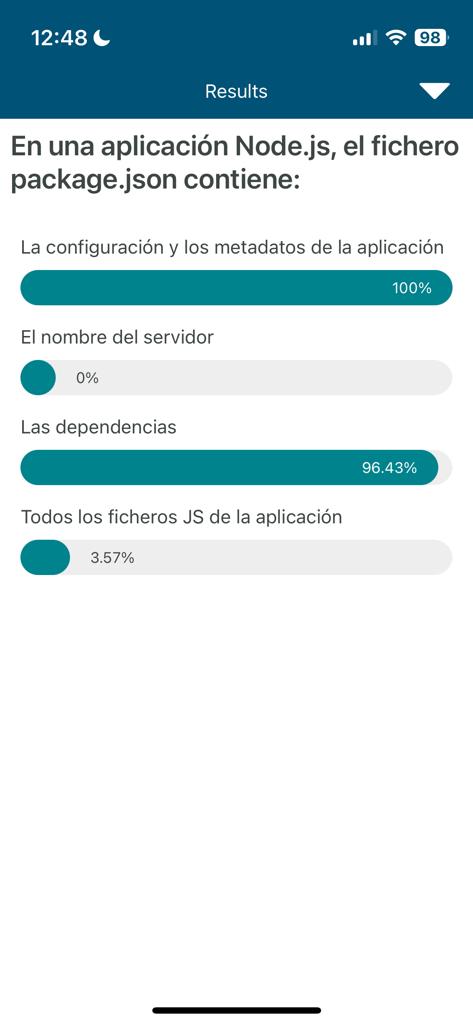 12:48
98
Results
En una aplicación Node.js, el fichero
package.json contiene:
La configuración y los metadatos de la aplicación
100%
El nombre del servidor
0%
Las dependencias
96.43%
Todos los ficheros JS de la aplicación
3.57%